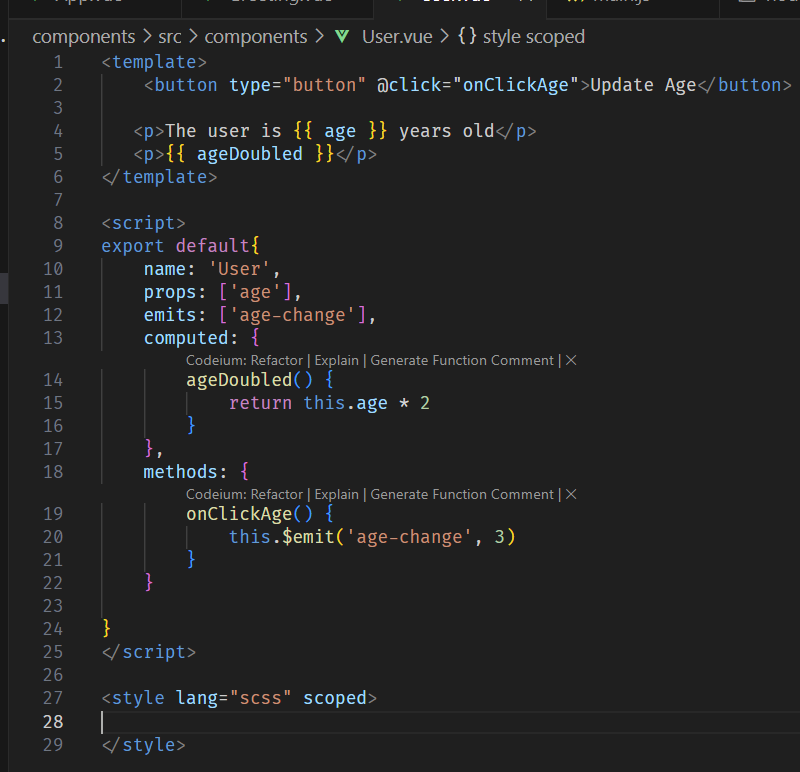 components > src > components > User.vue > {} style scoped
1 <template>
2 <button type="button" @click="onClickAge">Update Age</button>
3
4 <p>The user is {{ age }} years old</p>
5 <p>{{ ageDoubled }}</p>
6 </template>
7
8 <script>
9 export default{
10 name: 'User',
11 props: ['age'],
12 emits: ['age-change'],
13 computed: {
Codeium: Refactor | Explain | Generate Function Comment | ×
14 ageDoubled() {
15 return this.age * 2
16 }
17 },
18 methods: {
Codeium: Refactor | Explain | Generate Function Comment | ×
19 onClickAge() {
20 this.$emit('age-change', 3)
21 }
22 }
23
24 }
25 </script>
26
27 <style lang="scss" scoped>
28
29 </style>